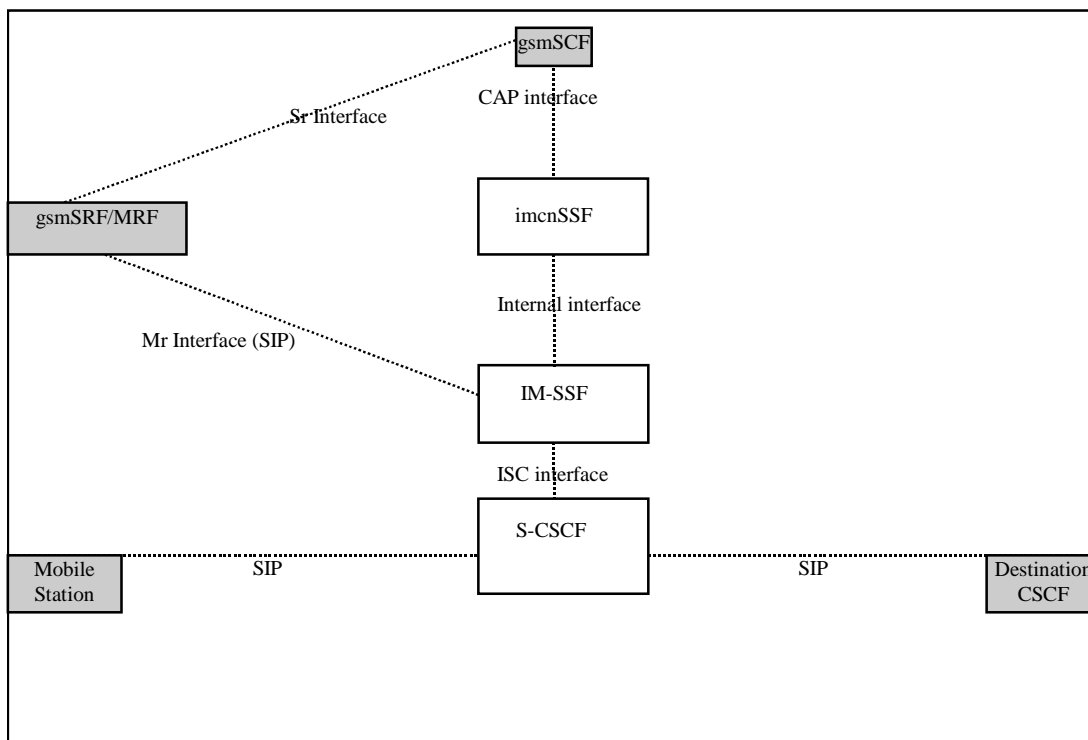 gsmSCF
CAP interface
Sr Interface
gsmSRF/MRF
imcnSSF
Internal interface
Mr Interface (SIP)
IM-SSF
ISC interface
S-CSCF
Mobile
Station
SIP
SIP
Destination
CSCF